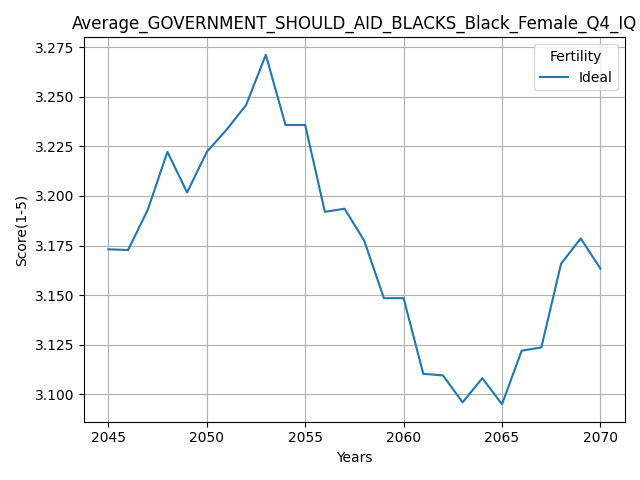 Average_GOVERNMENT_SHOULD_AID_BLACKS_Black_Female_Q4_IQ
Fertility
Ideal
3.275
3.250
3.225
3.200
3.175
3.150
3.125
3.100
Score(1-5)
2045
2050
2055
2060
2065
2070
Years